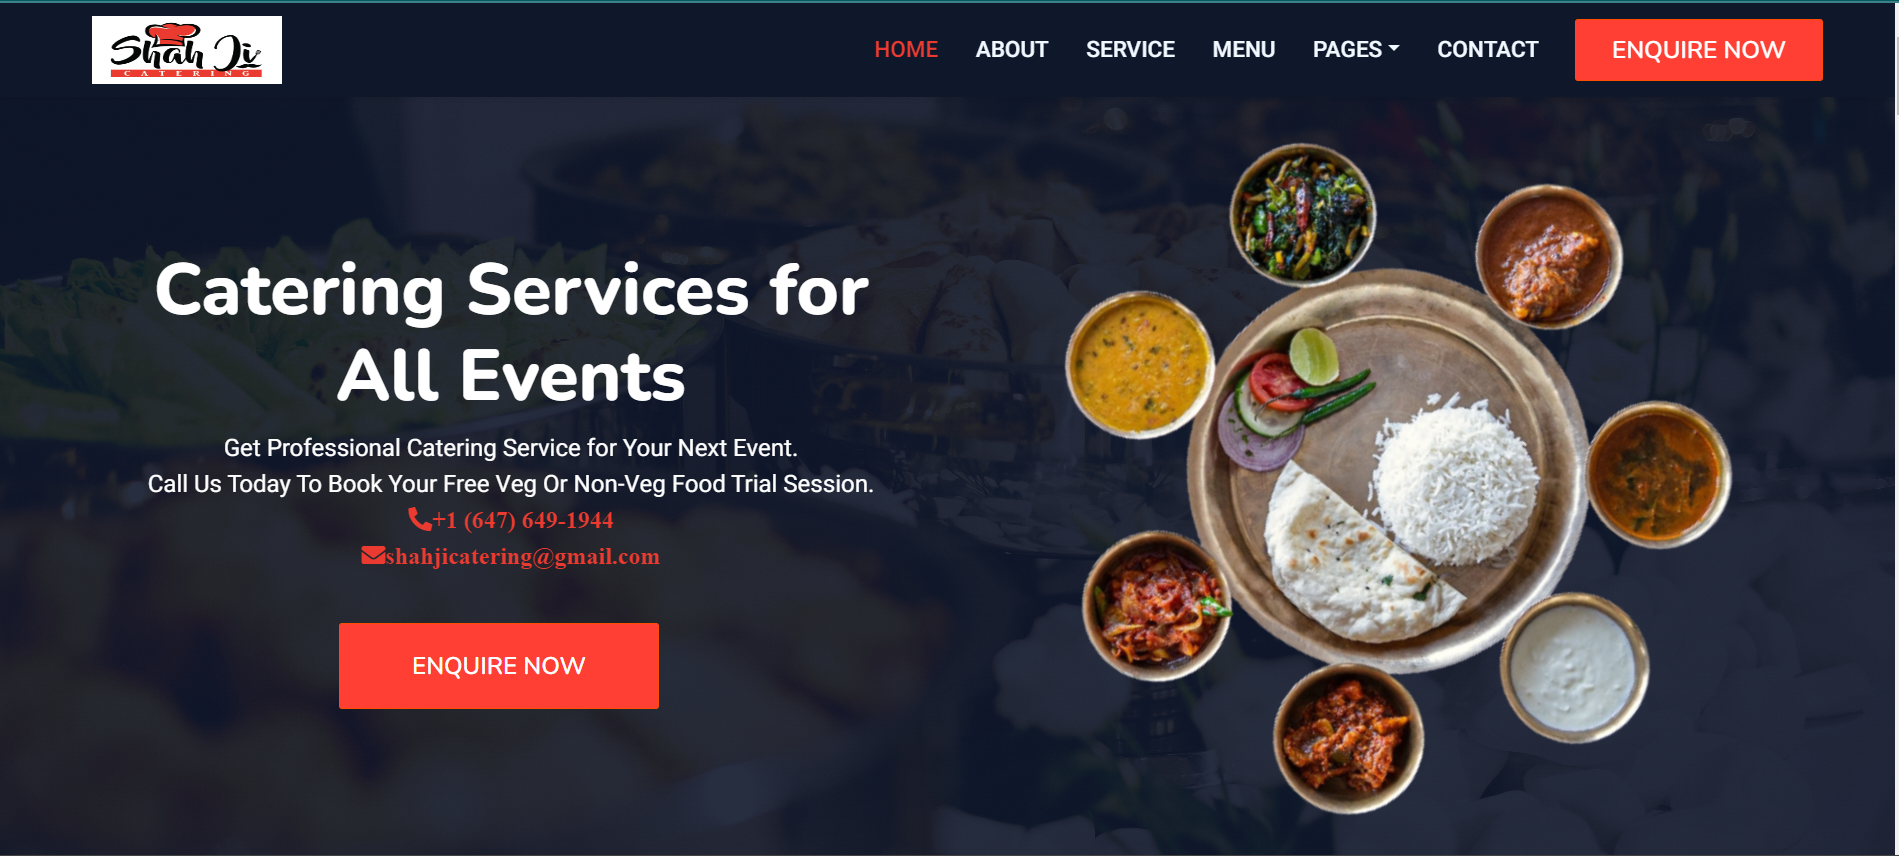 Shah Ji
CATERING
HOME ABOUT SERVICE MENU PAGES CONTACT ENQUIRE NOW
Catering Services for
All Events
Get Professional Catering Service for Your Next Event.
Call Us Today To Book Your Free Veg Or Non-Veg Food Trial Session.
+1 (647) 649-1944
shahjicatering@gmail.com
ENQUIRE NOW